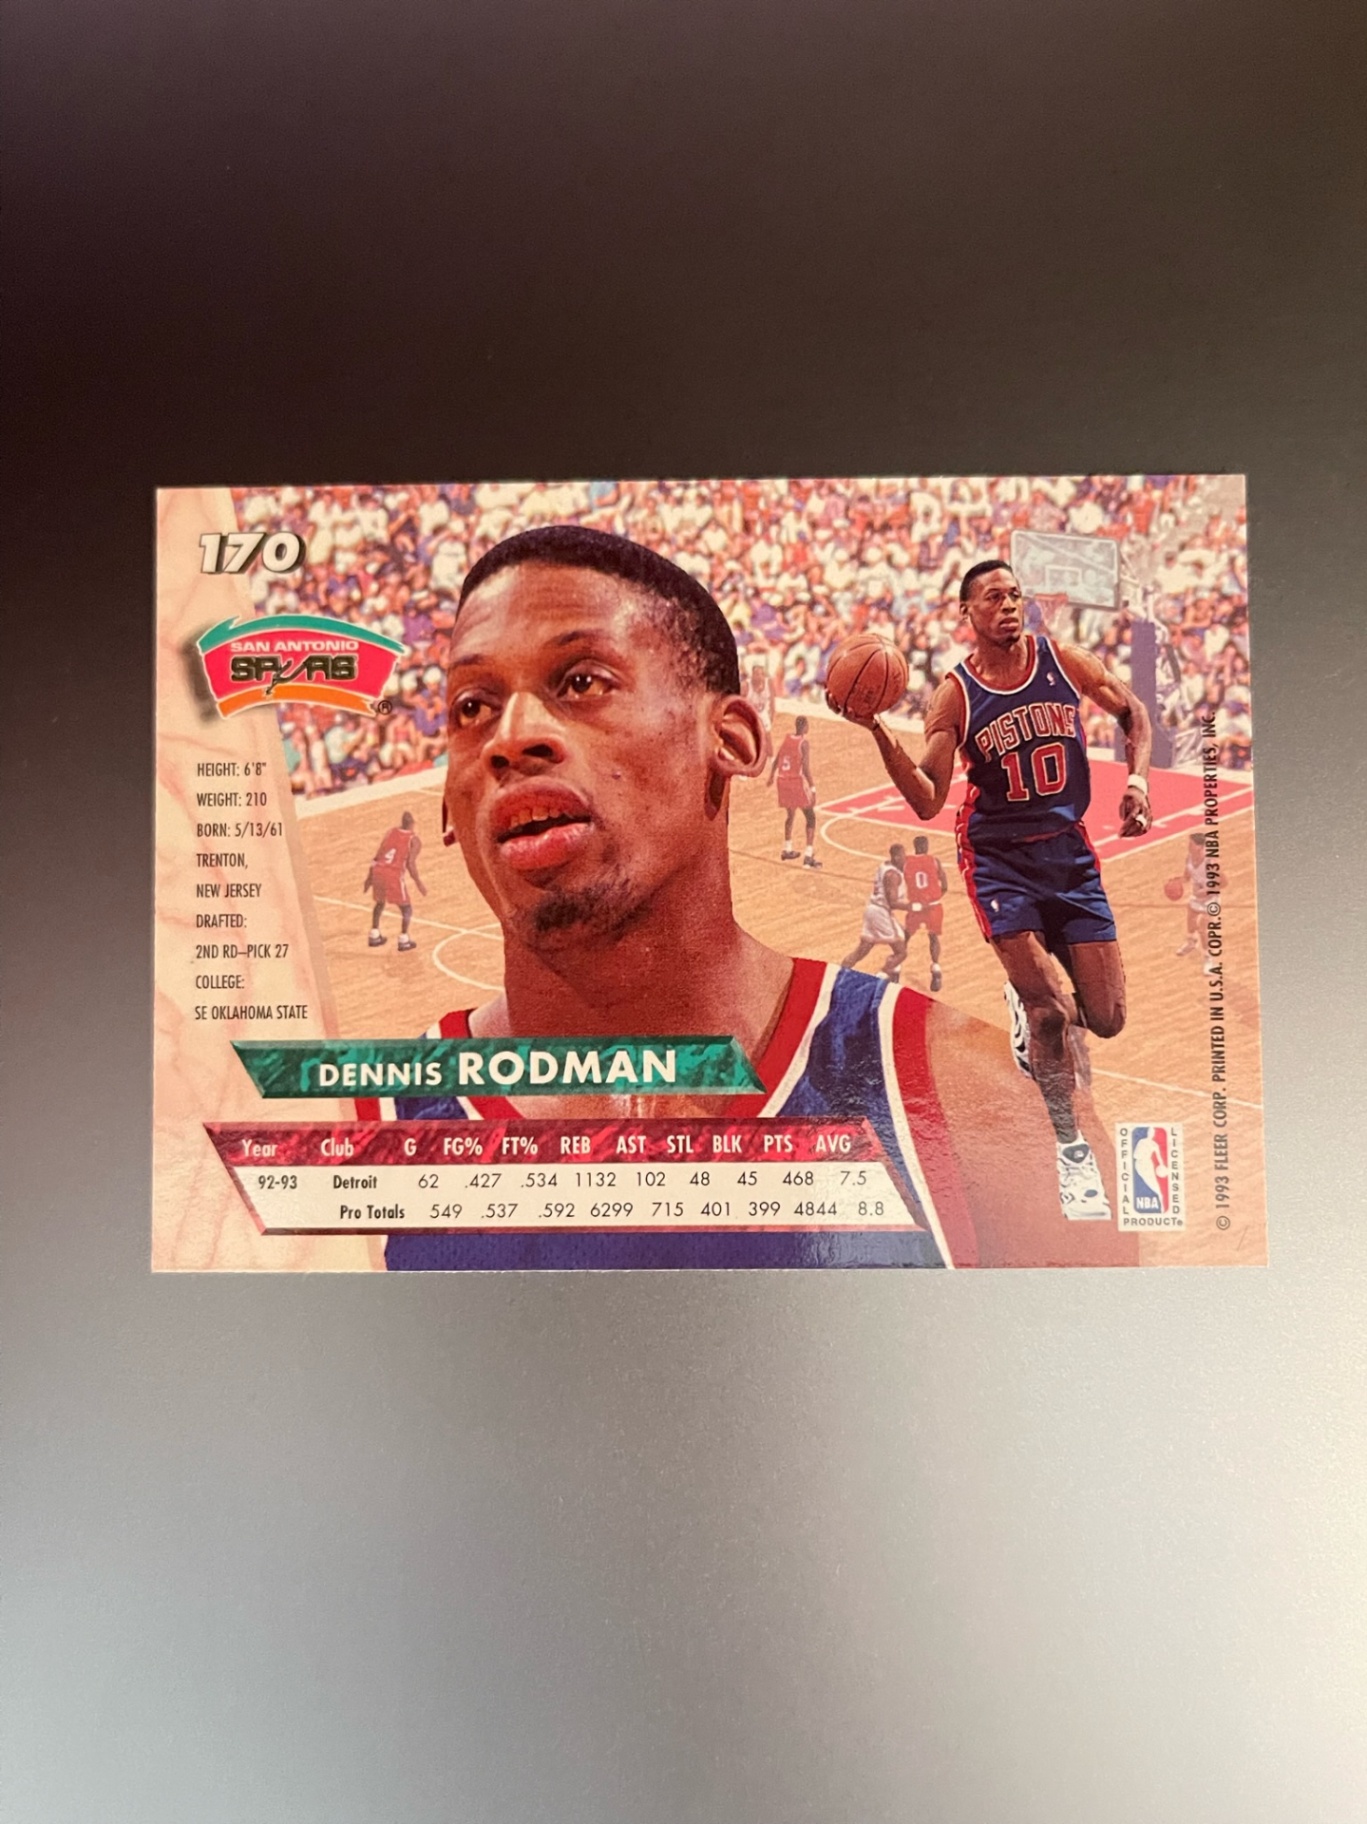 170
SAN ANTONIO
SPURS
®
HEIGHT: 6'8"
WEIGHT: 210
BORN: 5/13/61
TRENTON,
NEW JERSEY
DRAFTED:
2ND RD–PICK 27
COLLEGE:
SE OKLAHOMA STATE
DENNIS RODMAN
Year Club G FG% FT% REB AST STL BLK PTS AVG
92-93 Detroit 62 .427 .534 1132 102 48 45 468 7.5
Pro Totals 549 .537 .592 6299 715 401 399 4844 8.8
PISTONS
10
5
4
0
OFFICIAL
LICENSED
NBA
PRODUCT®
© 1993 FLEER CORP. PRINTED IN U.S.A. COPR.© 1993 NBA PROPERTIES, INC.